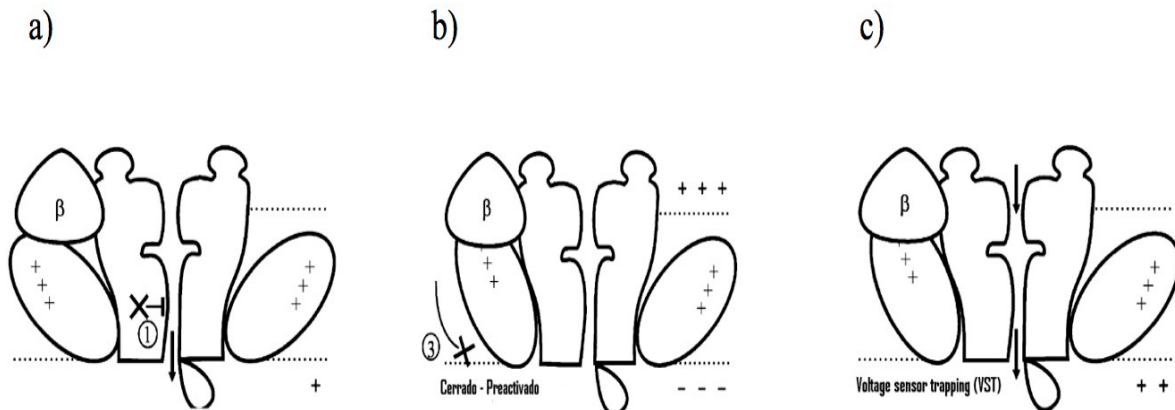 a)
b)
c)
β
+ + +
①
+
β
+ + +
+ + +
③
Cerrado - Preactivado
+ + +
- - -
β
+ + +
Voltage sensor trapping (VST)
+ + +
+ +